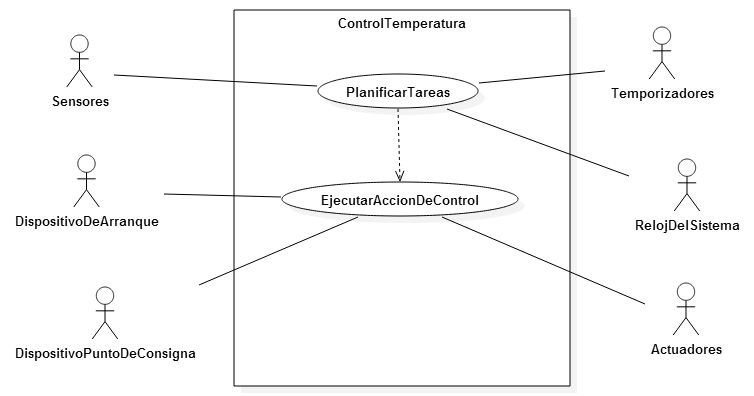 ControlTemperatura
Sensores
PlanificarTareas
Temporizadores
DispositivoDeArranque
EjecutarAccionDeControl
RelojDelSistema
DispositivoPuntoDeConsigna
Actuadores